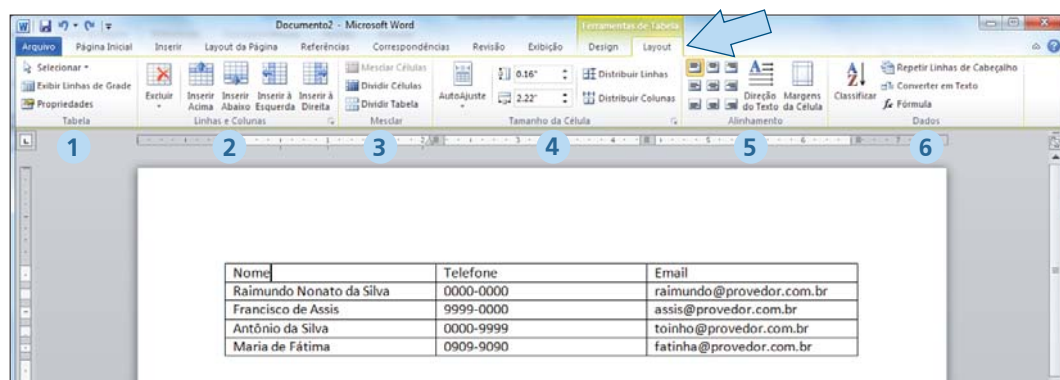 Documento2 - Microsoft Word
Ferramentas de Tabela
Arquivo Página Inicial Inserir Layout da Página Referências Correspondências Revisão Exibição Design Layout
Selecionar
Exibir Linhas de Grade
Propriedades
Tabela
Excluir
Inserir Acima
Inserir Abaixo
Inserir à Esquerda
Inserir à Direita
Linhas e Colunas
Mesclar Células
Dividir Células
Dividir Tabela
Mesclar
AutoAjuste
0.16"
2.22"
Distribuir Linhas
Distribuir Colunas
Tamanho da Célula
Direção do Texto
Margens da Célula
Alinhamento
Classificar
Repetir Linhas de Cabeçalho
Converter em Texto
Fórmula
Dados
1 2 3 4 5 6
Nome Telefone Email
Raimundo Nonato da Silva 0000-0000 raimundo@provedor.com.br
Francisco de Assis 9999-0000 assis@provedor.com.br
Antônio da Silva 0000-9999 toinho@provedor.com.br
Maria de Fátima 0909-9090 fatinha@provedor.com.br